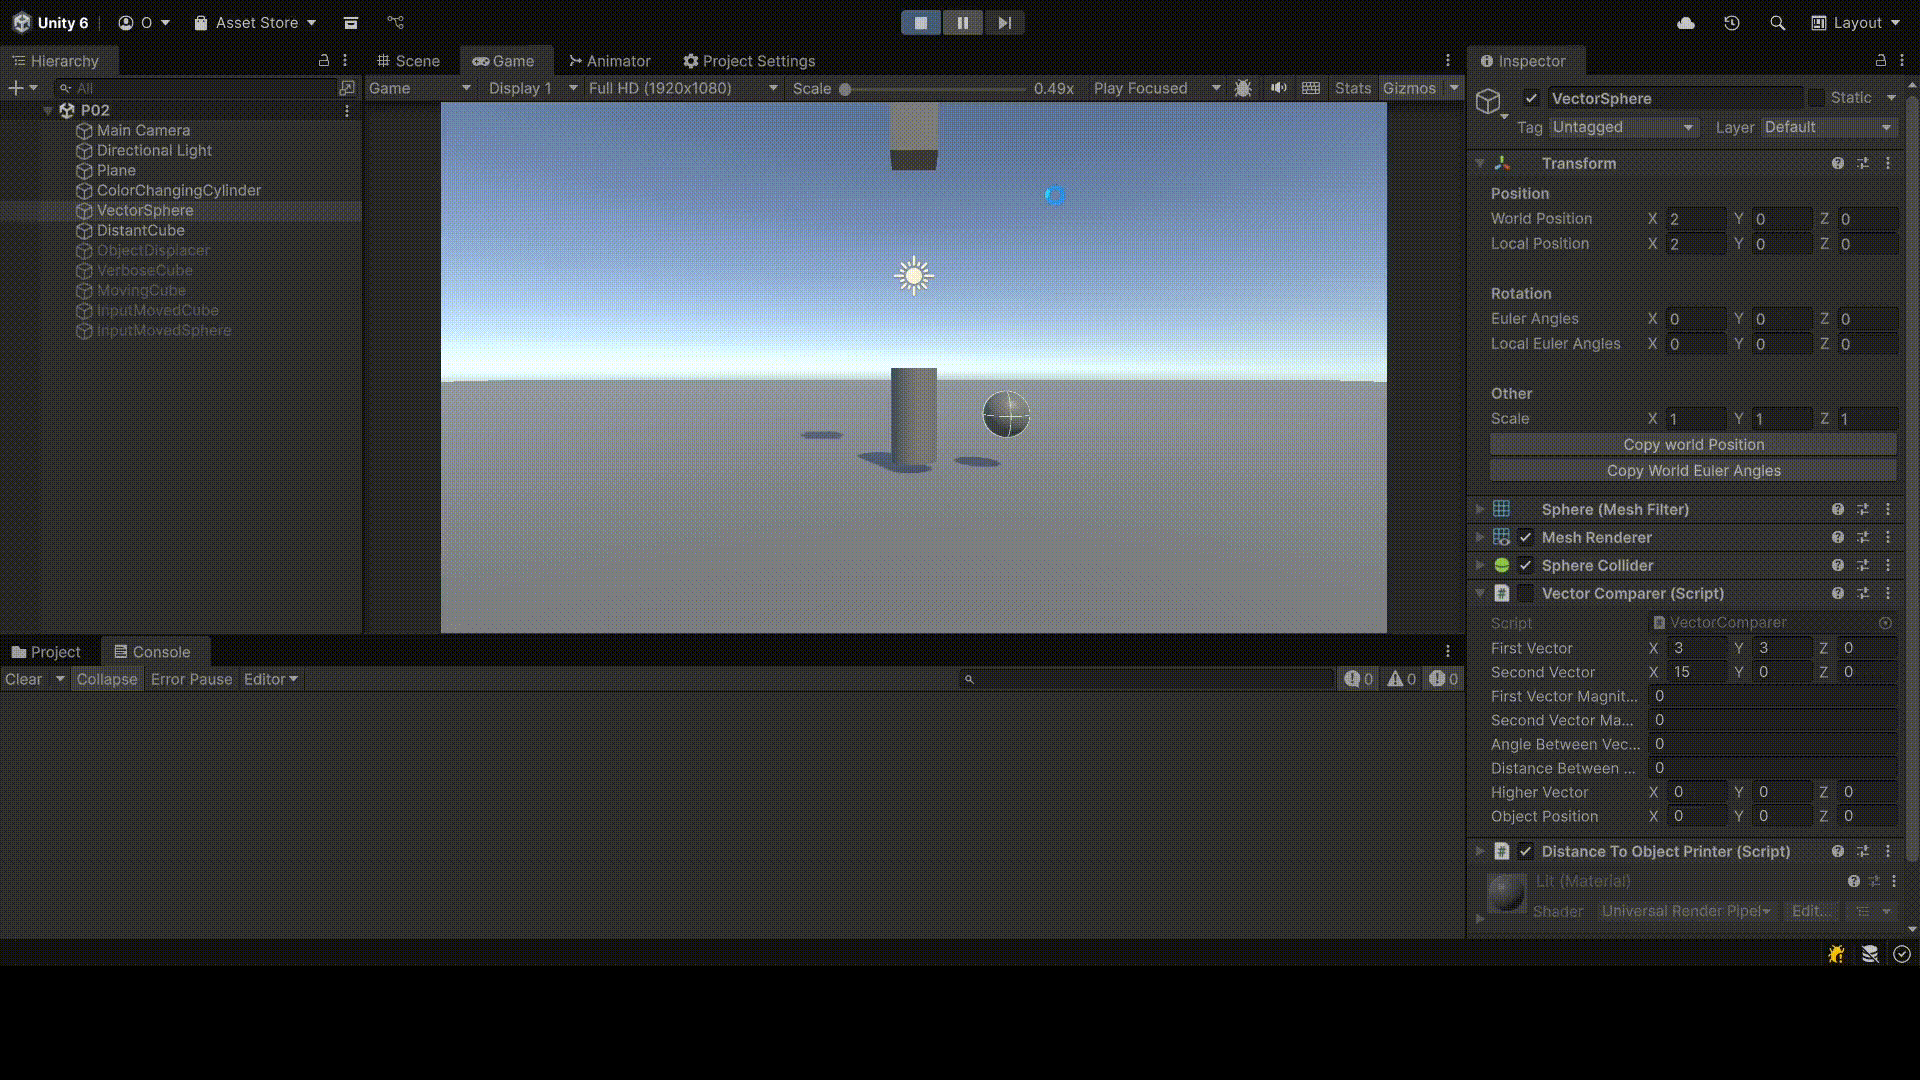 Unity 6 O Asset Store Layout
Hierarchy
All
P02
Main Camera
Directional Light
Plane
ColorChangingCylinder
VectorSphere
DistantCube
ObjectDisplacer
VerboseCube
MovingCube
InputMovedCube
InputMovedSphere
Scene Game Animator Project Settings
Game Display 1 Full HD (1920x1080) Scale 0.49x Play Focused Stats Gizmos
Project Console
Clear Collapse Error Pause Editor 0 0 0
Inspector
VectorSphere Static
Tag Untagged Layer Default
Transform
Position
World Position X 2 Y 0 Z 0
Local Position X 2 Y 0 Z 0
Rotation
Euler Angles X 0 Y 0 Z 0
Local Euler Angles X 0 Y 0 Z 0
Other
Scale X 1 Y 1 Z 1
Copy world Position
Copy World Euler Angles
Sphere (Mesh Filter)
Mesh Renderer
Sphere Collider
# Vector Comparer (Script)
Script # VectorComparer
First Vector X 3 Y 3 Z 0
Second Vector X 15 Y 0 Z 0
First Vector Magnit... 0
Second Vector Ma... 0
Angle Between Vec... 0
Distance Between ... 0
Higher Vector X 0 Y 0 Z 0
Object Position X 0 Y 0 Z 0
# Distance To Object Printer (Script)
Lit (Material)
Shader Universal Render Pipel Edit...